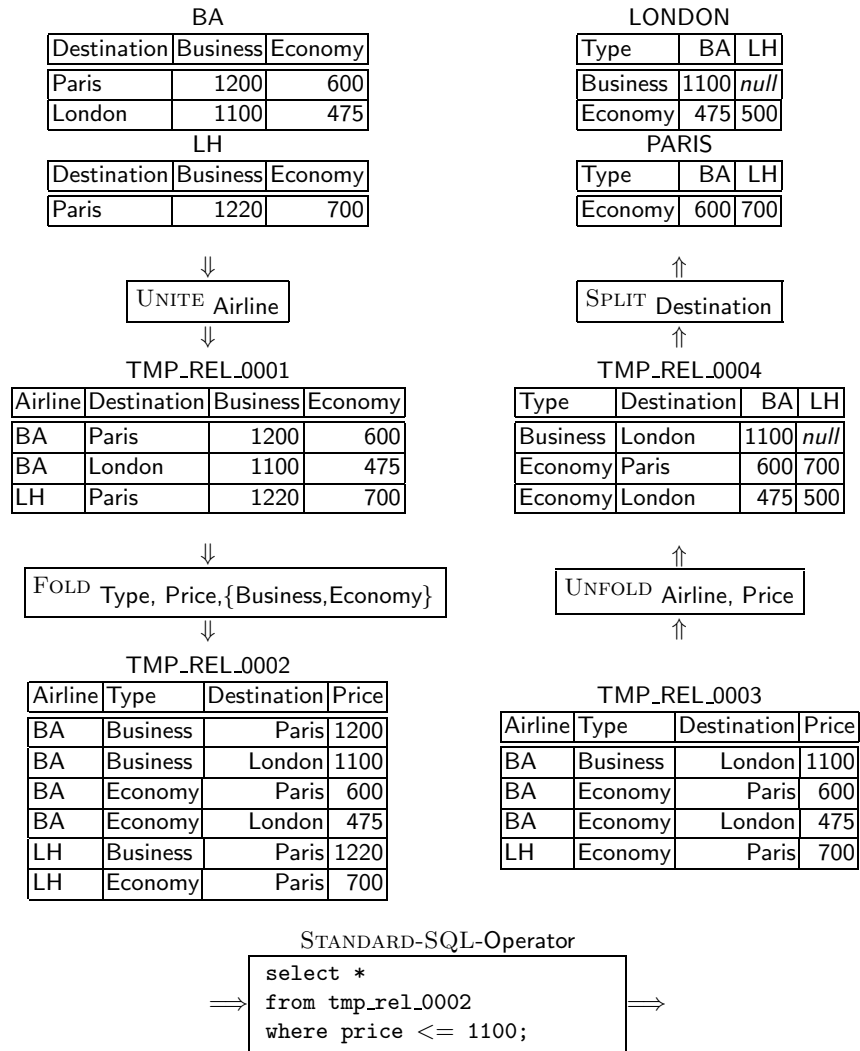 BA
Destination Business Economy
Paris 1200 600
London 1100 475
LH
Destination Business Economy
Paris 1220 700
⇓
UNITE Airline
⇓
TMP_REL_0001
Airline Destination Business Economy
BA Paris 1200 600
BA London 1100 475
LH Paris 1220 700
⇓
FOLD Type, Price,{Business,Economy}
⇓
TMP_REL_0002
Airline Type Destination Price
BA Business Paris 1200
BA Business London 1100
BA Economy Paris 600
BA Economy London 475
LH Business Paris 1220
LH Economy Paris 700
LONDON
Type BA LH
Business 1100 null
Economy 475 500
PARIS
Type BA LH
Economy 600 700
⇑
SPLIT Destination
⇑
TMP_REL_0004
Type Destination BA LH
Business London 1100 null
Economy Paris 600 700
Economy London 475 500
⇑
UNFOLD Airline, Price
⇑
TMP_REL_0003
Airline Type Destination Price
BA Business London 1100
BA Economy Paris 600
BA Economy London 475
LH Economy Paris 700
STANDARD-SQL-Operator
select *
⟹ from tmp_rel_0002 ⟹
where price <= 1100;